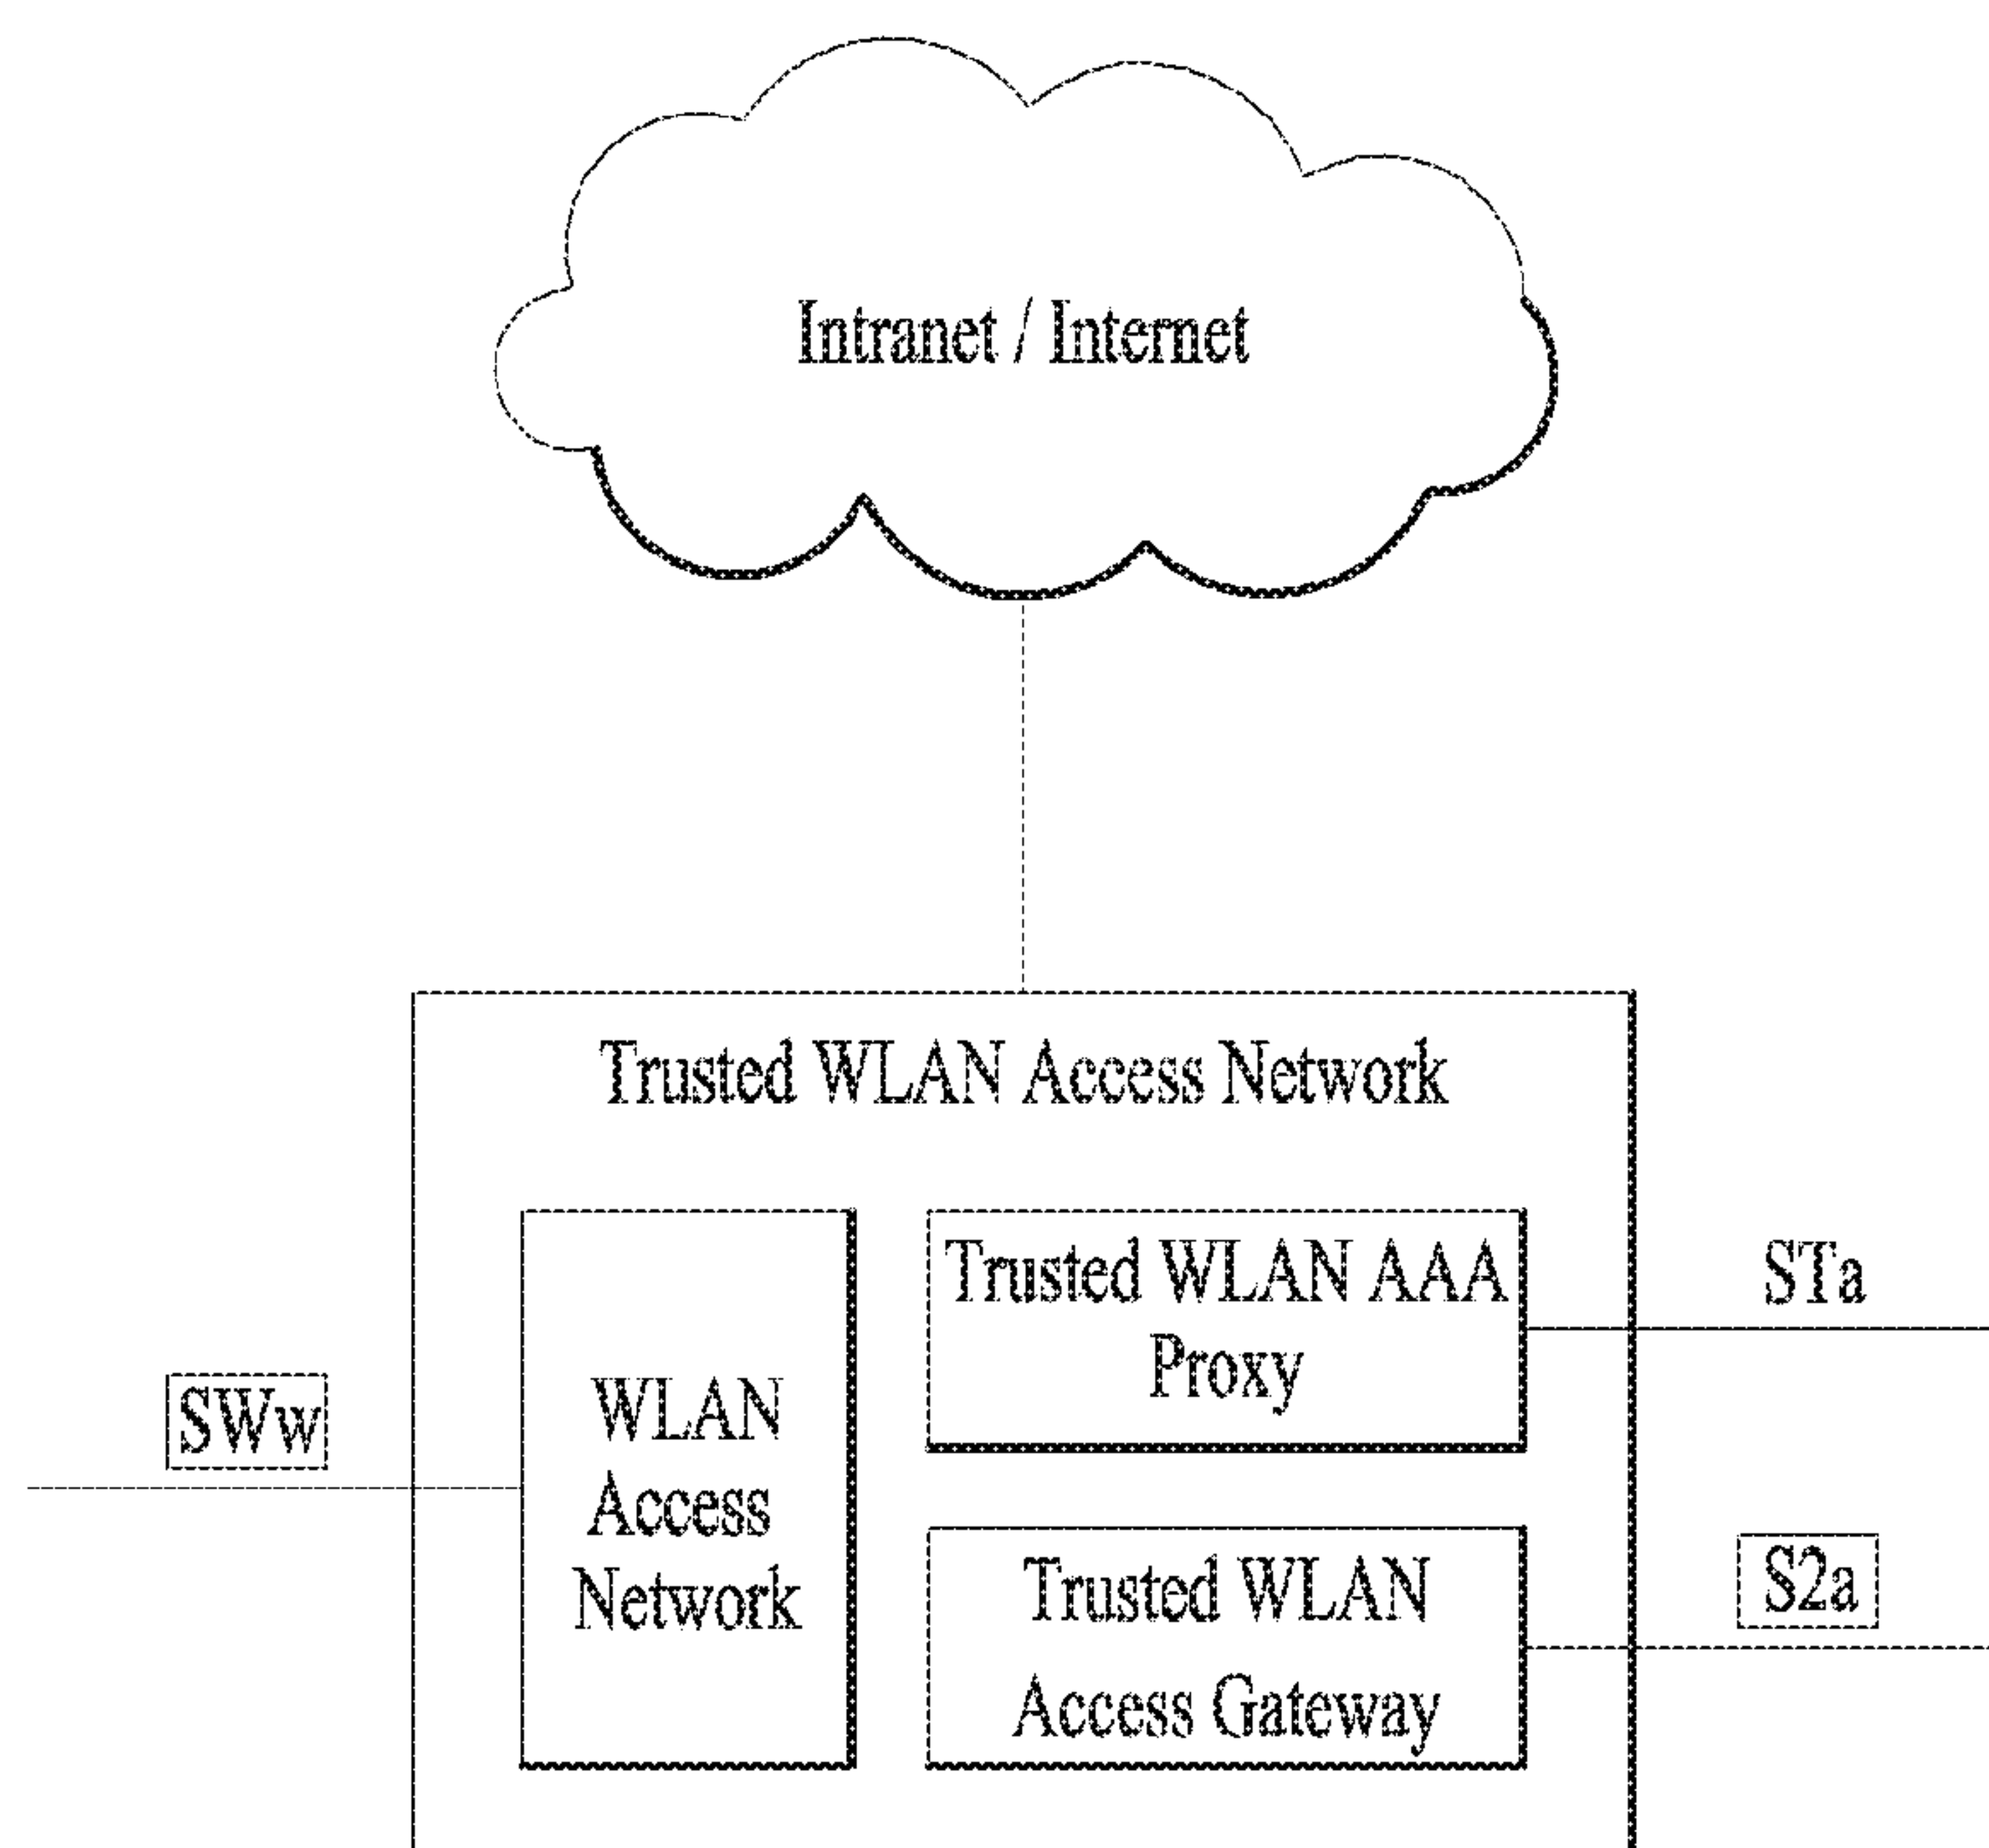 Intranet / Internet
Trusted WLAN Access Network
WLAN
Access
Network
Trusted WLAN AAA
Proxy
Trusted WLAN
Access Gateway
SWw
STa
S2a